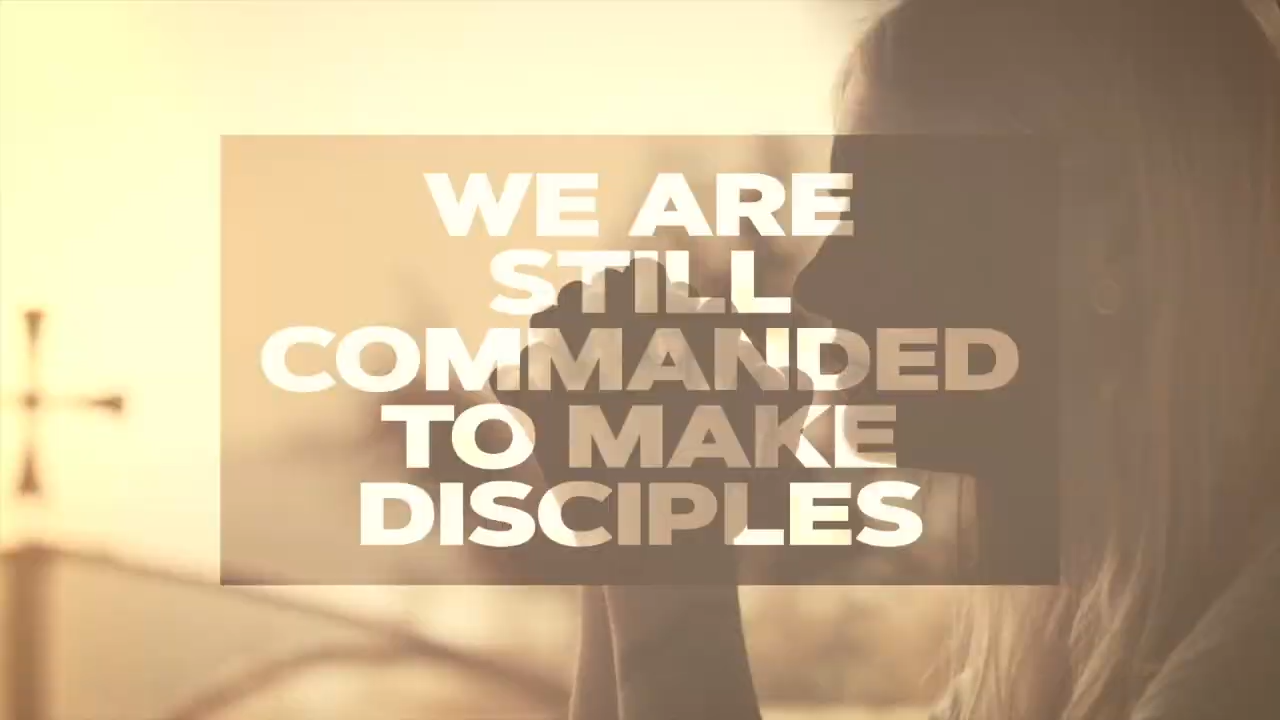 WE ARE
STILL
COMMANDED
TO MAKE
DISCIPLES